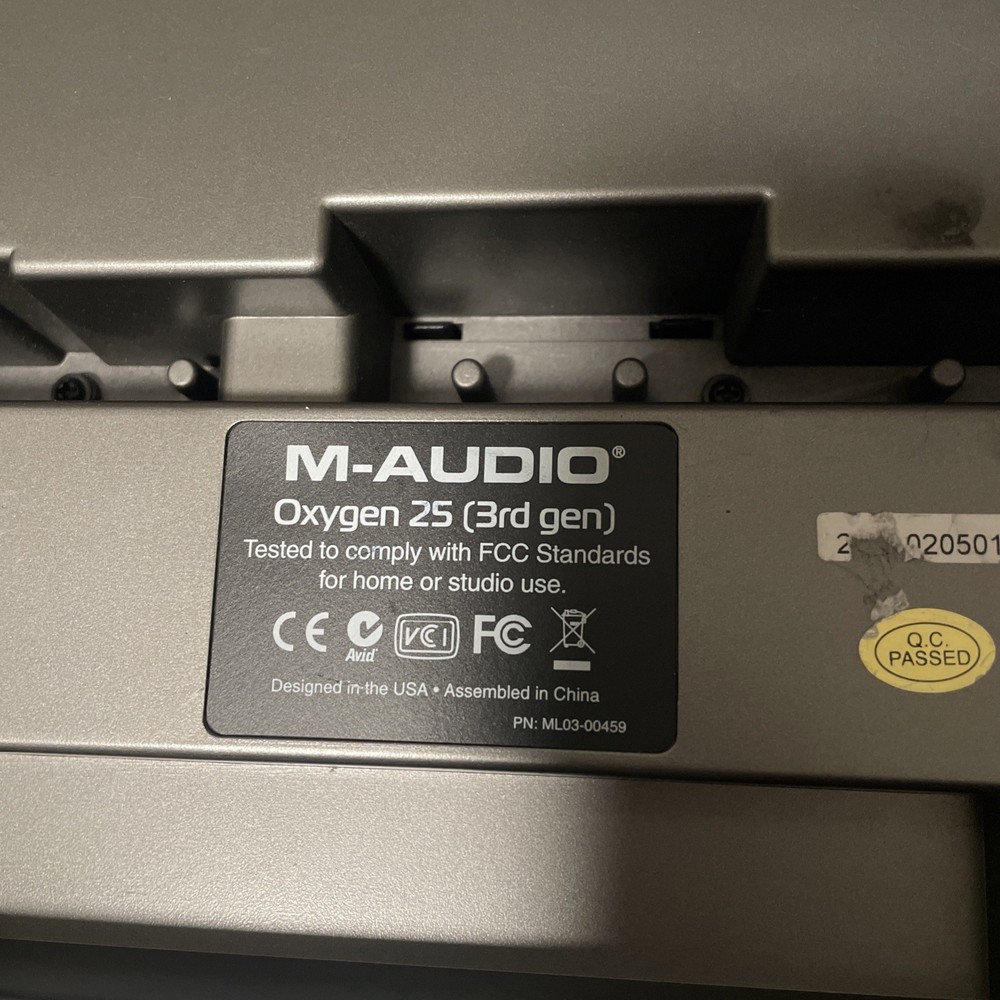 M-AUDIO®
Oxygen 25 (3rd gen)
Tested to comply with FCC Standards
for home or studio use.
CE
Avid
VCI
FC
Designed in the USA • Assembled in China
PN: ML03-00459
020501
Q.C.
PASSED